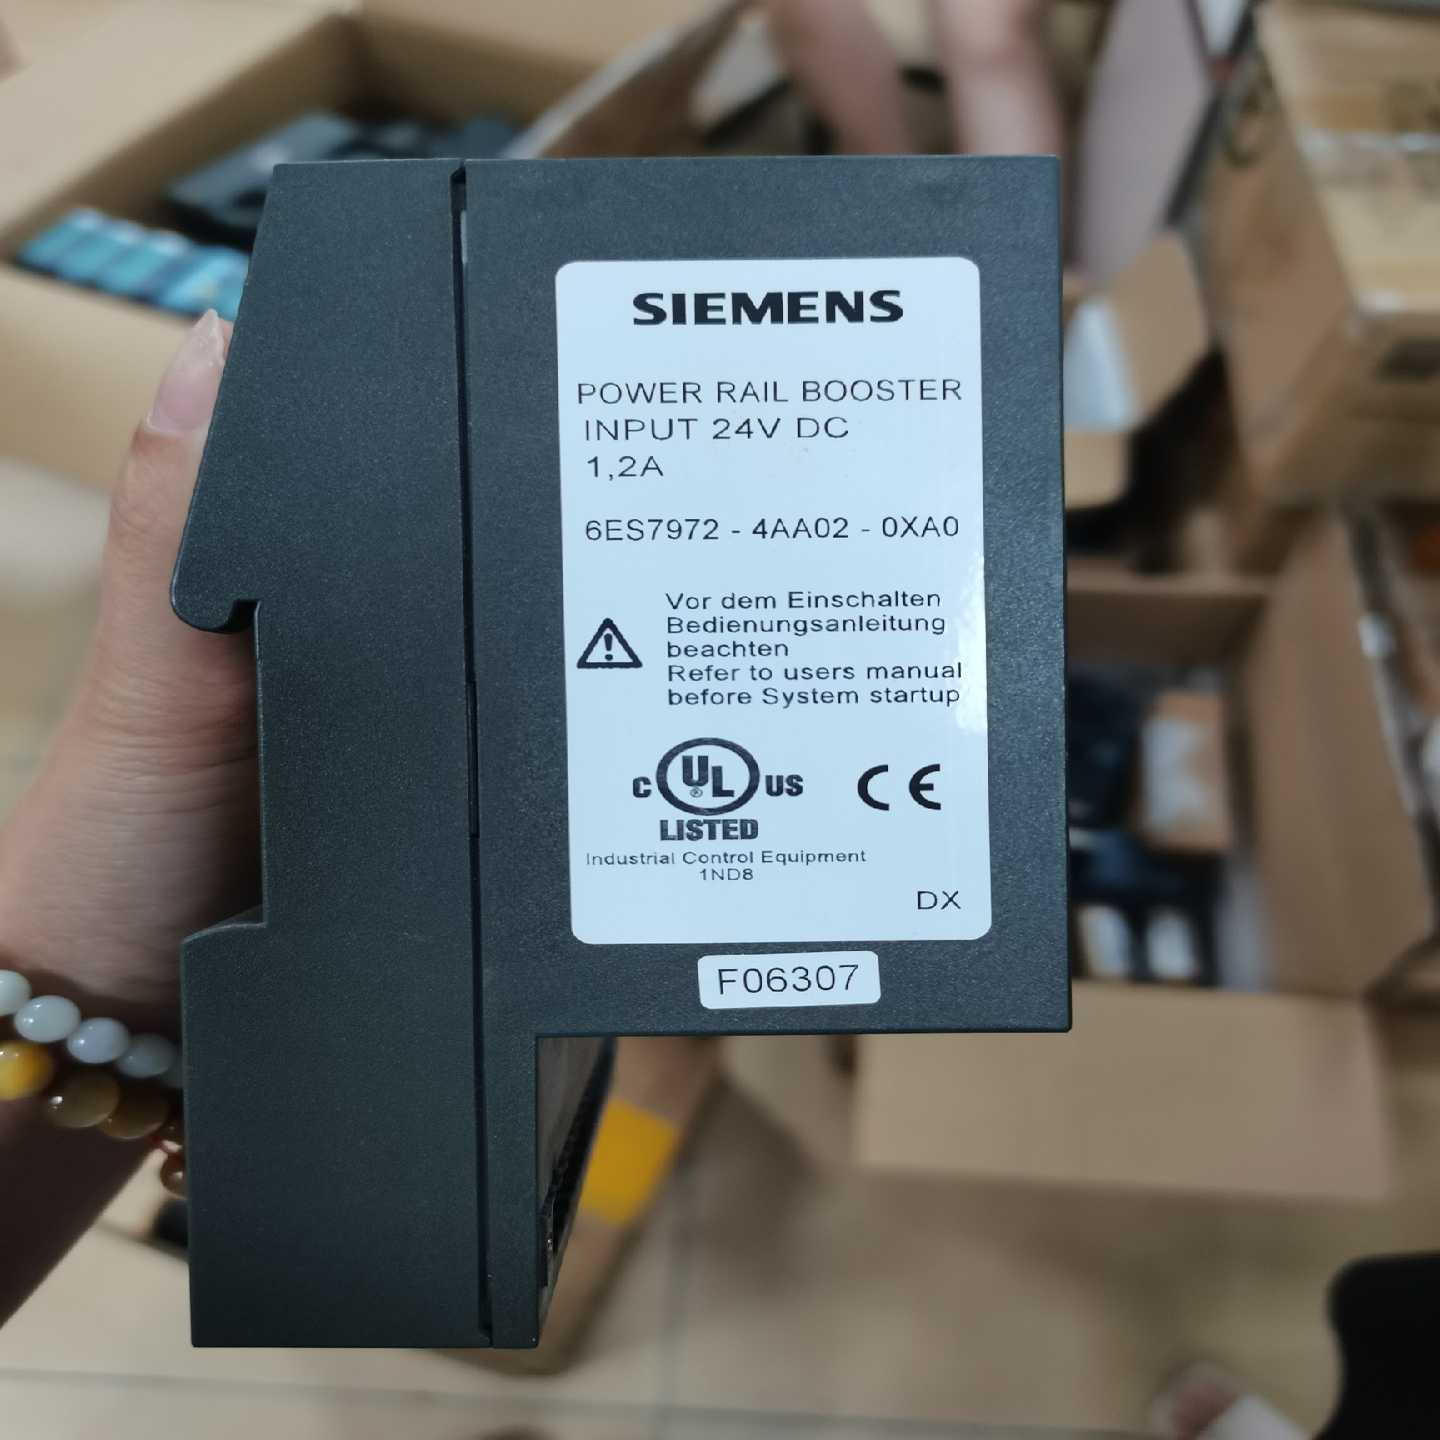 SIEMENS
POWER RAIL BOOSTER
INPUT 24V DC
1,2A
6ES7972 - 4AA02 - 0XA0
Vor dem Einschalten
Bedienungsanleitung
beachten
Refer to users manual
before System startup
C UL ® US CE
LISTED
Industrial Control Equipment
1ND8
DX
F06307